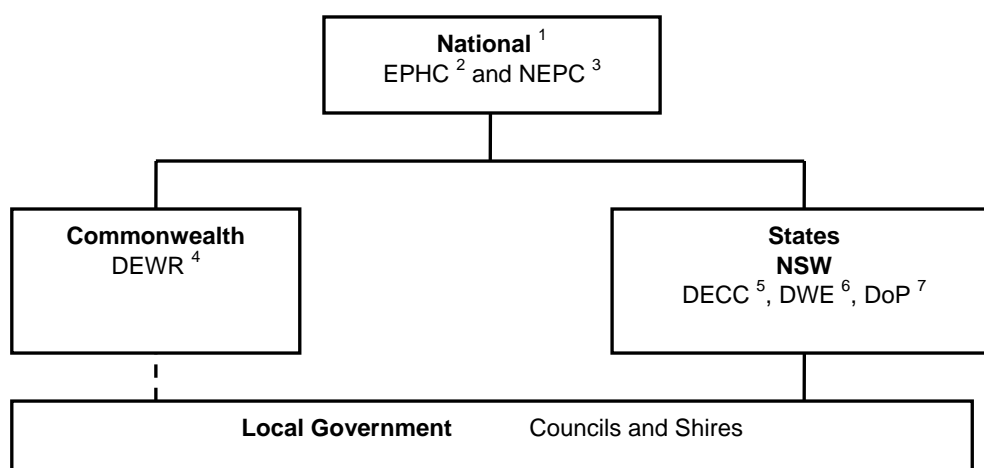 National 1
EPHC 2 and NEPC 3
Commonwealth
DEWR 4
States
NSW
DECC 5, DWE 6, DoP 7
Local Government Councils and Shires